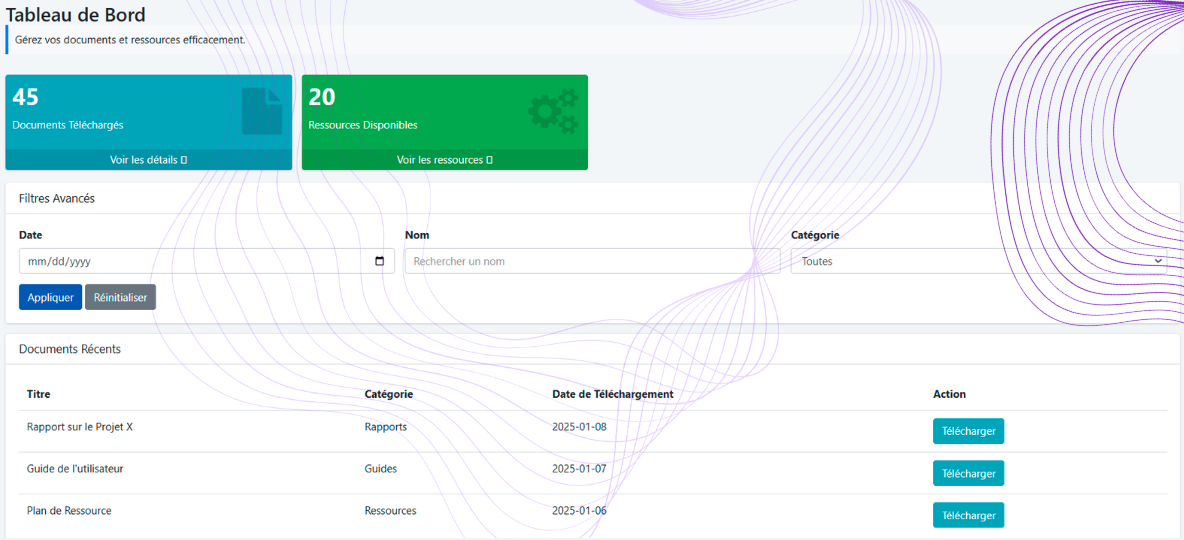 Tableau de Bord
Gérez vos documents et ressources efficacement.
45
Documents Téléchargés
Voir les détails
20
Ressources Disponibles
Voir les ressources
Filtres Avancés
Date Nom Catégorie
mm/dd/yyyy Rechercher un nom Toutes
Appliquer Réinitialiser
Documents Récents
Titre Catégorie Date de Téléchargement Action
Rapport sur le Projet X Rapports 2025-01-08 Télécharger
Guide de l'utilisateur Guides 2025-01-07 Télécharger
Plan de Ressource Ressources 2025-01-06 Télécharger